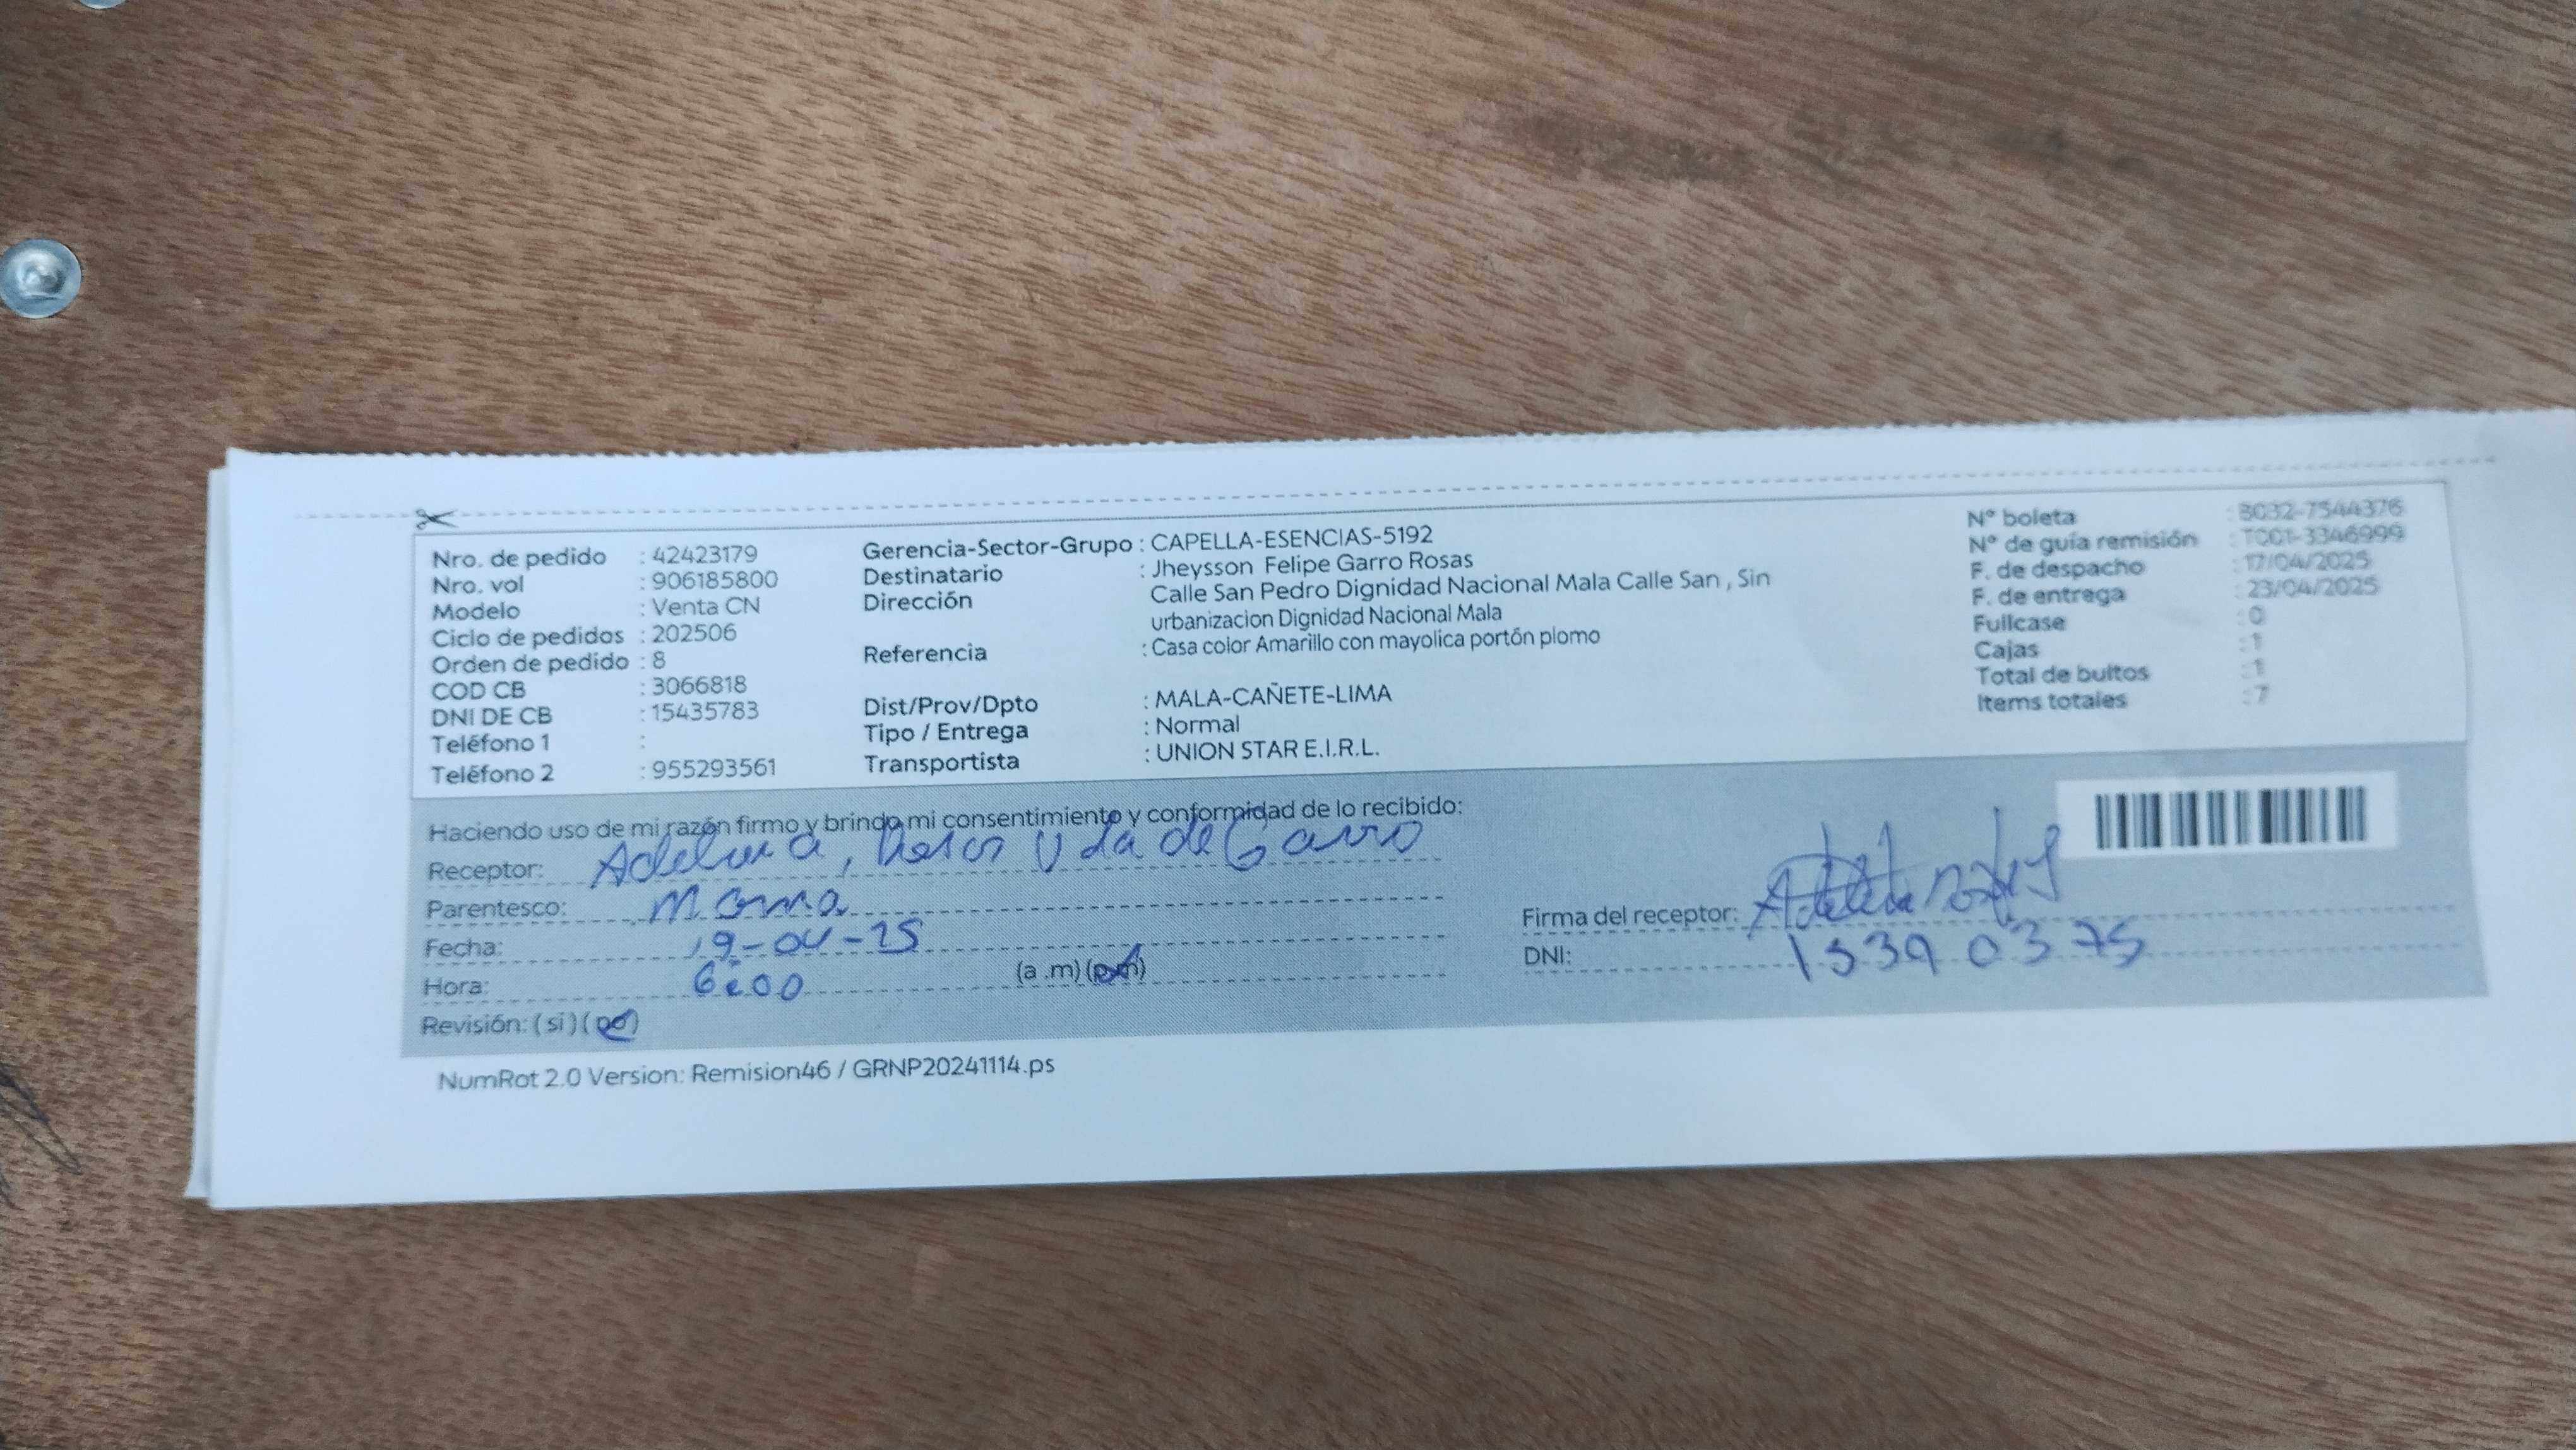 Nro. de pedido : 42423179
Nro. vol : 906185800
Modelo : Venta CN
Ciclo de pedidos : 202506
Orden de pedido : 8
COD CB : 3066818
DNI DE CB : 15435783
Teléfono 1 :
Teléfono 2 : 955293561
Gerencia-Sector-Grupo : CAPELLA-ESENCIAS-5192
Destinatario : Jheysson Felipe Garro Rosas
Dirección Calle San Pedro Dignidad Nacional Mala Calle San , Sin
urbanizacion Dignidad Nacional Mala
Referencia : Casa color Amarillo con mayolica portón plomo
Dist/Prov/Dpto : MALA-CAÑETE-LIMA
Tipo / Entrega : Normal
Transportista : UNION STAR E.I.R.L.
N° boleta : B032-7544376
N° de guía remisión : T001-3346999
F. de despacho : 17/04/2025
F. de entrega : 23/04/2025
Fullcase : 0
Cajas : 1
Total de bultos : 1
Items totales : 7
Haciendo uso de mi razón firmo y brindo mi consentimiento y conformidad de lo recibido:
Receptor: Vda de Garro
Parentesco: Mama
Fecha: 19-04-25
Hora: 6:00 (a .m) (p.m)
Revisión: (si) (no)
Firma del receptor:
DNI: 15390375
NumRot 2.0 Version: Remision46 / GRNP20241114.ps